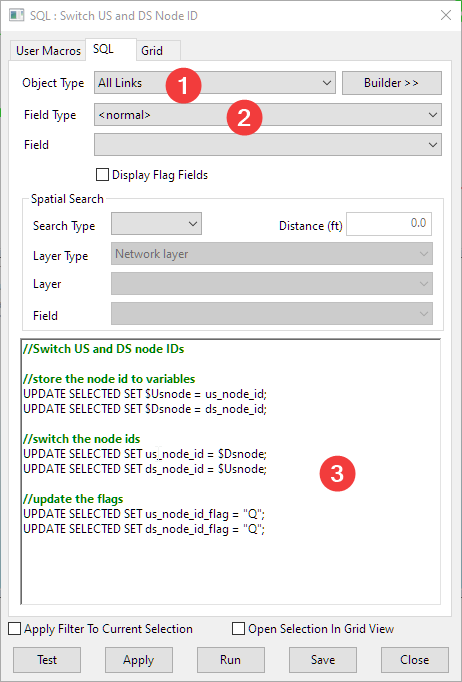 SQL : Switch US and DS Node ID
User Macros SQL Grid
Object Type All Links 1 Builder >>
Field Type <normal> 2
Field
Display Flag Fields
Spatial Search
Search Type Distance (ft) 0.0
Layer Type Network layer
Layer
Field
//Switch US and DS node IDs
//store the node id to variables
UPDATE SELECTED SET $Usnode = us_node_id;
UPDATE SELECTED SET $Dsnode = ds_node_id;
//switch the node ids
UPDATE SELECTED SET us_node_id = $Dsnode;
UPDATE SELECTED SET ds_node_id = $Usnode;
3
//update the flags
UPDATE SELECTED SET us_node_id_flag = "Q";
UPDATE SELECTED SET ds_node_id_flag = "Q";
Apply Filter To Current Selection Open Selection In Grid View
Test Apply Run Save Close